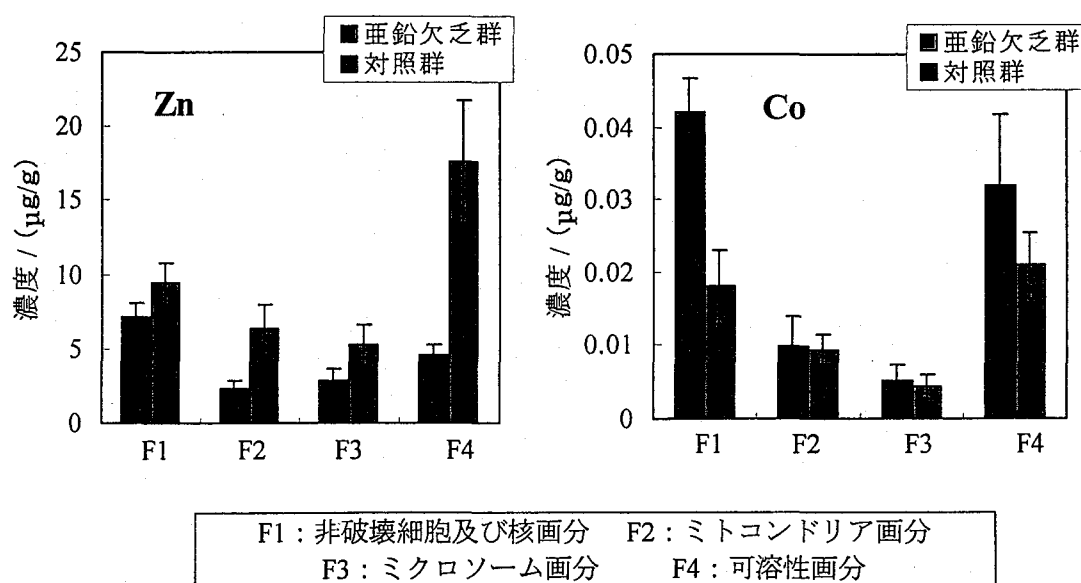 亜鉛欠乏群
対照群
Zn
濃度 / (μg/g)
25
20
15
10
5
0
F1 F2 F3 F4
亜鉛欠乏群
対照群
Co
濃度 / (μg/g)
0.05
0.04
0.03
0.02
0.01
0
F1 F2 F3 F4
F1：非破壊細胞及び核画分 F2：ミトコンドリア画分
F3：ミクロソーム画分 F4：可溶性画分